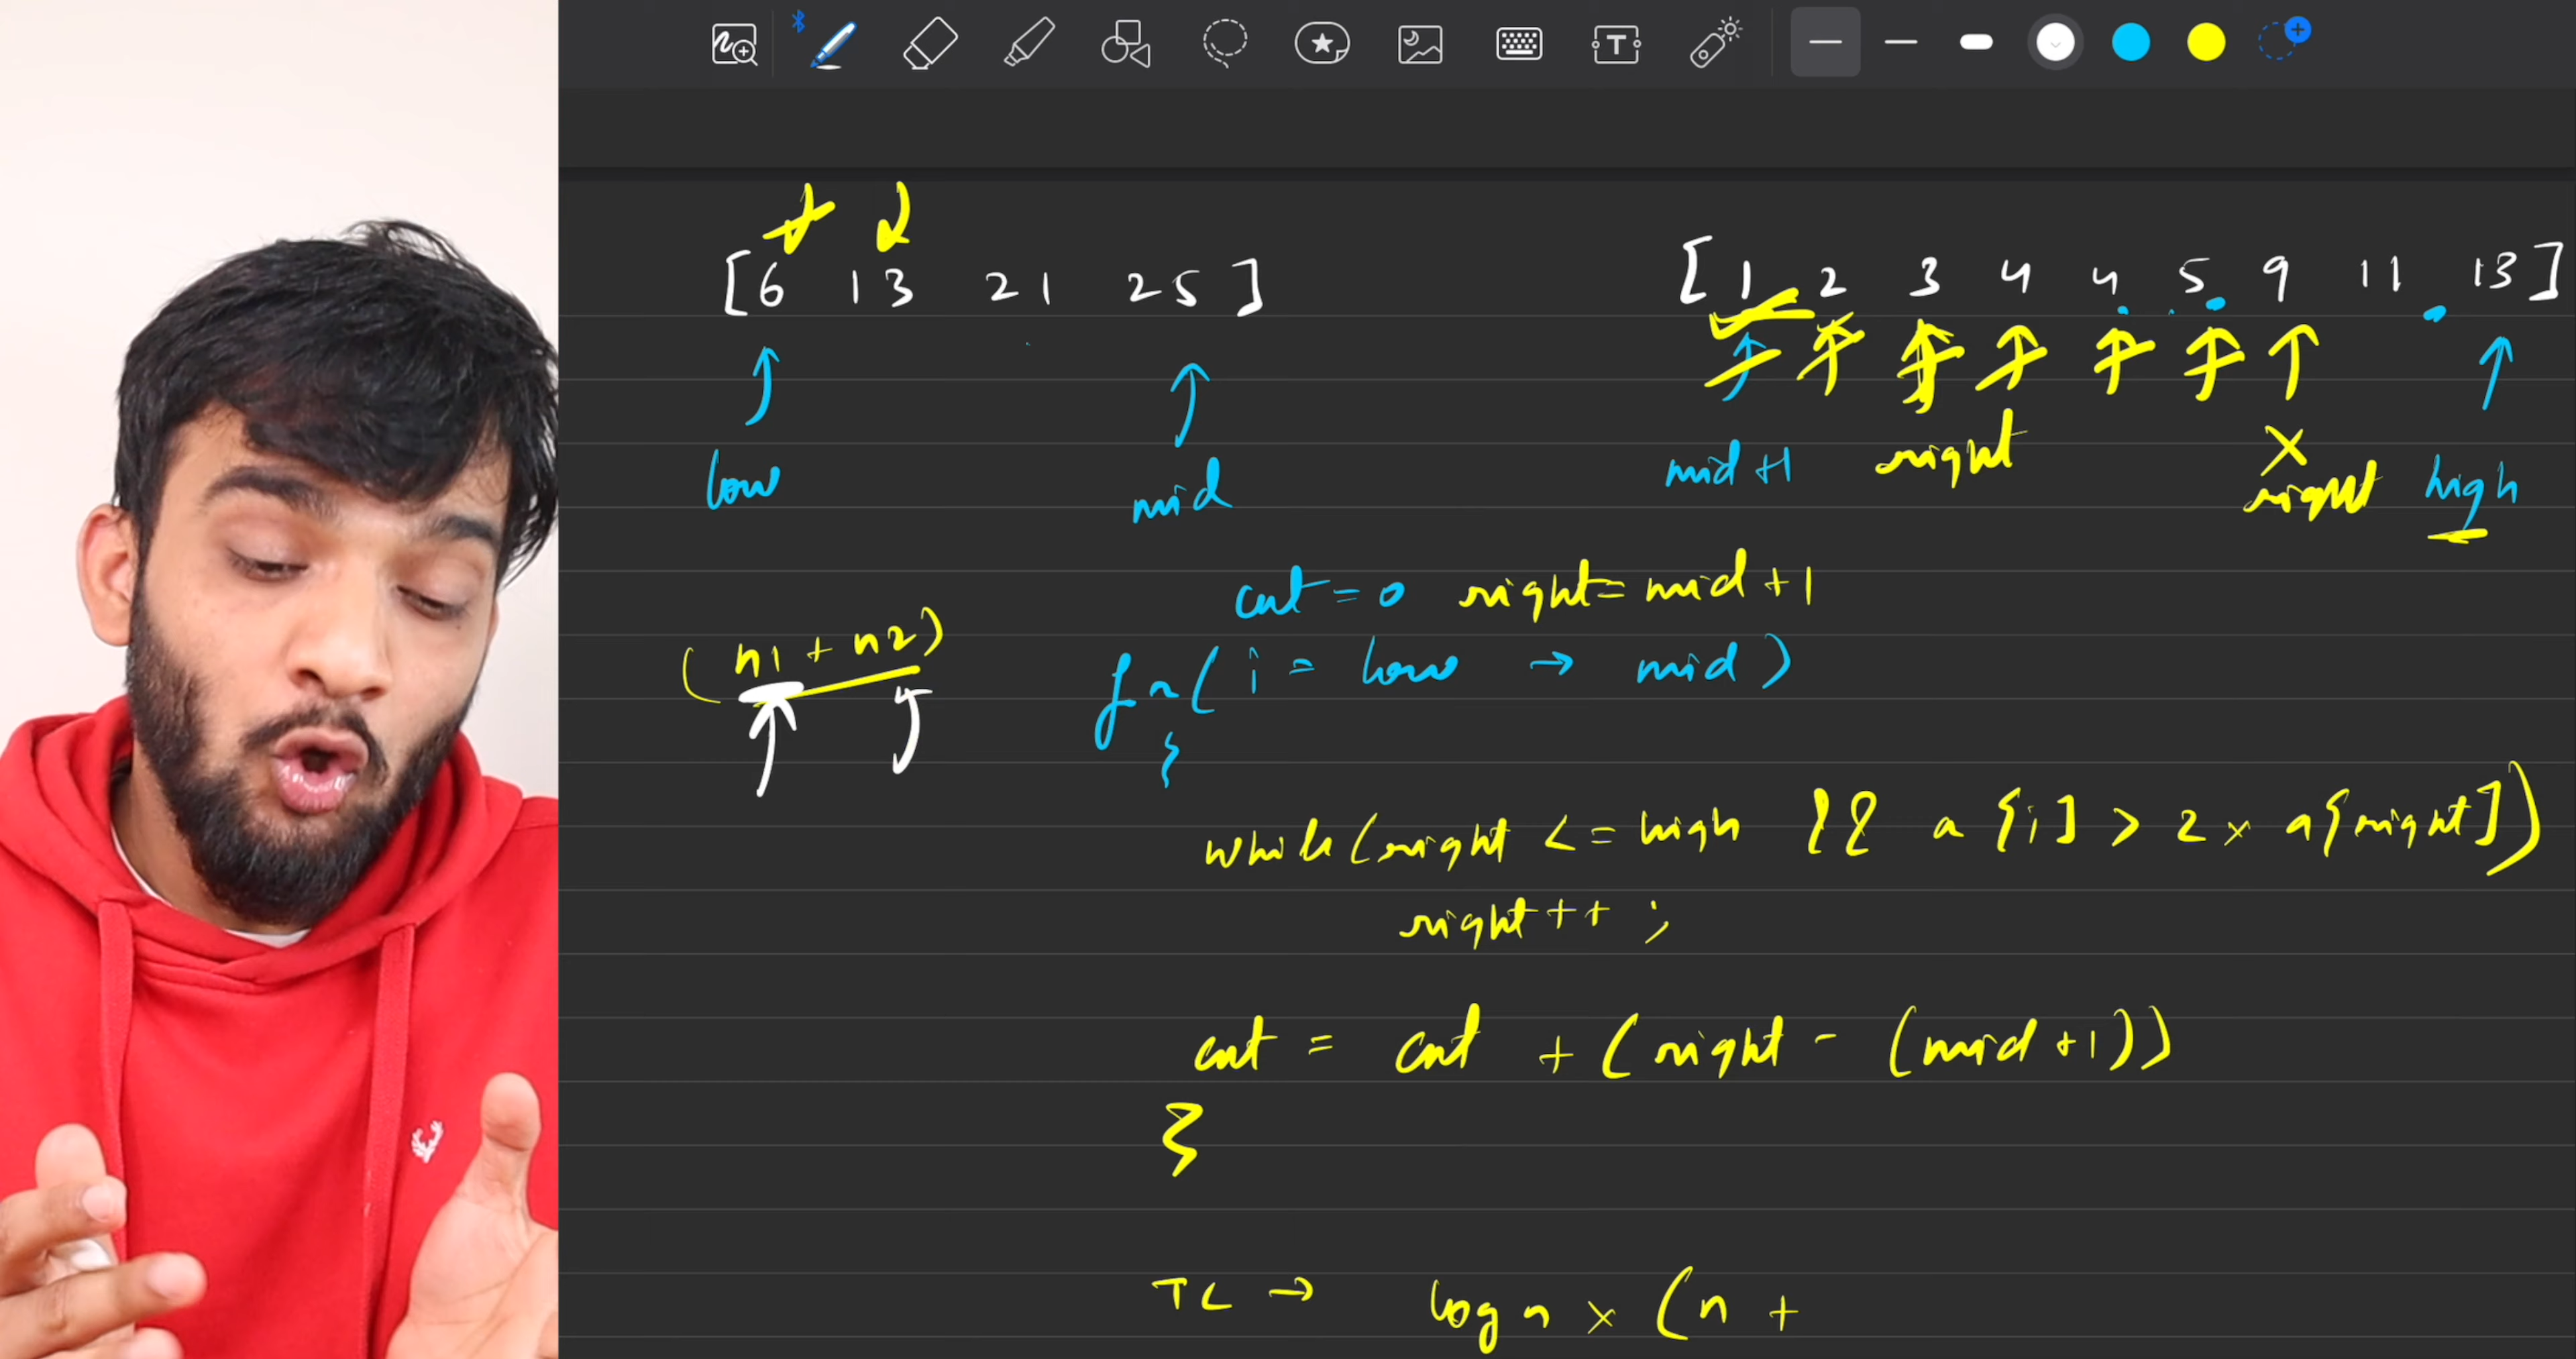 [6 13 21 25]
[1 2 3 4 4 5 9 11 13]
low mid mid+1 right × right high
cnt = 0 right = mid + 1
(n1 + n2)
for( i = low → mid)
{
while(right <= high && a[i] > 2 × a[right])
right++ ;
cnt = cnt + (right - (mid+1))
}
TC → log n × (n +